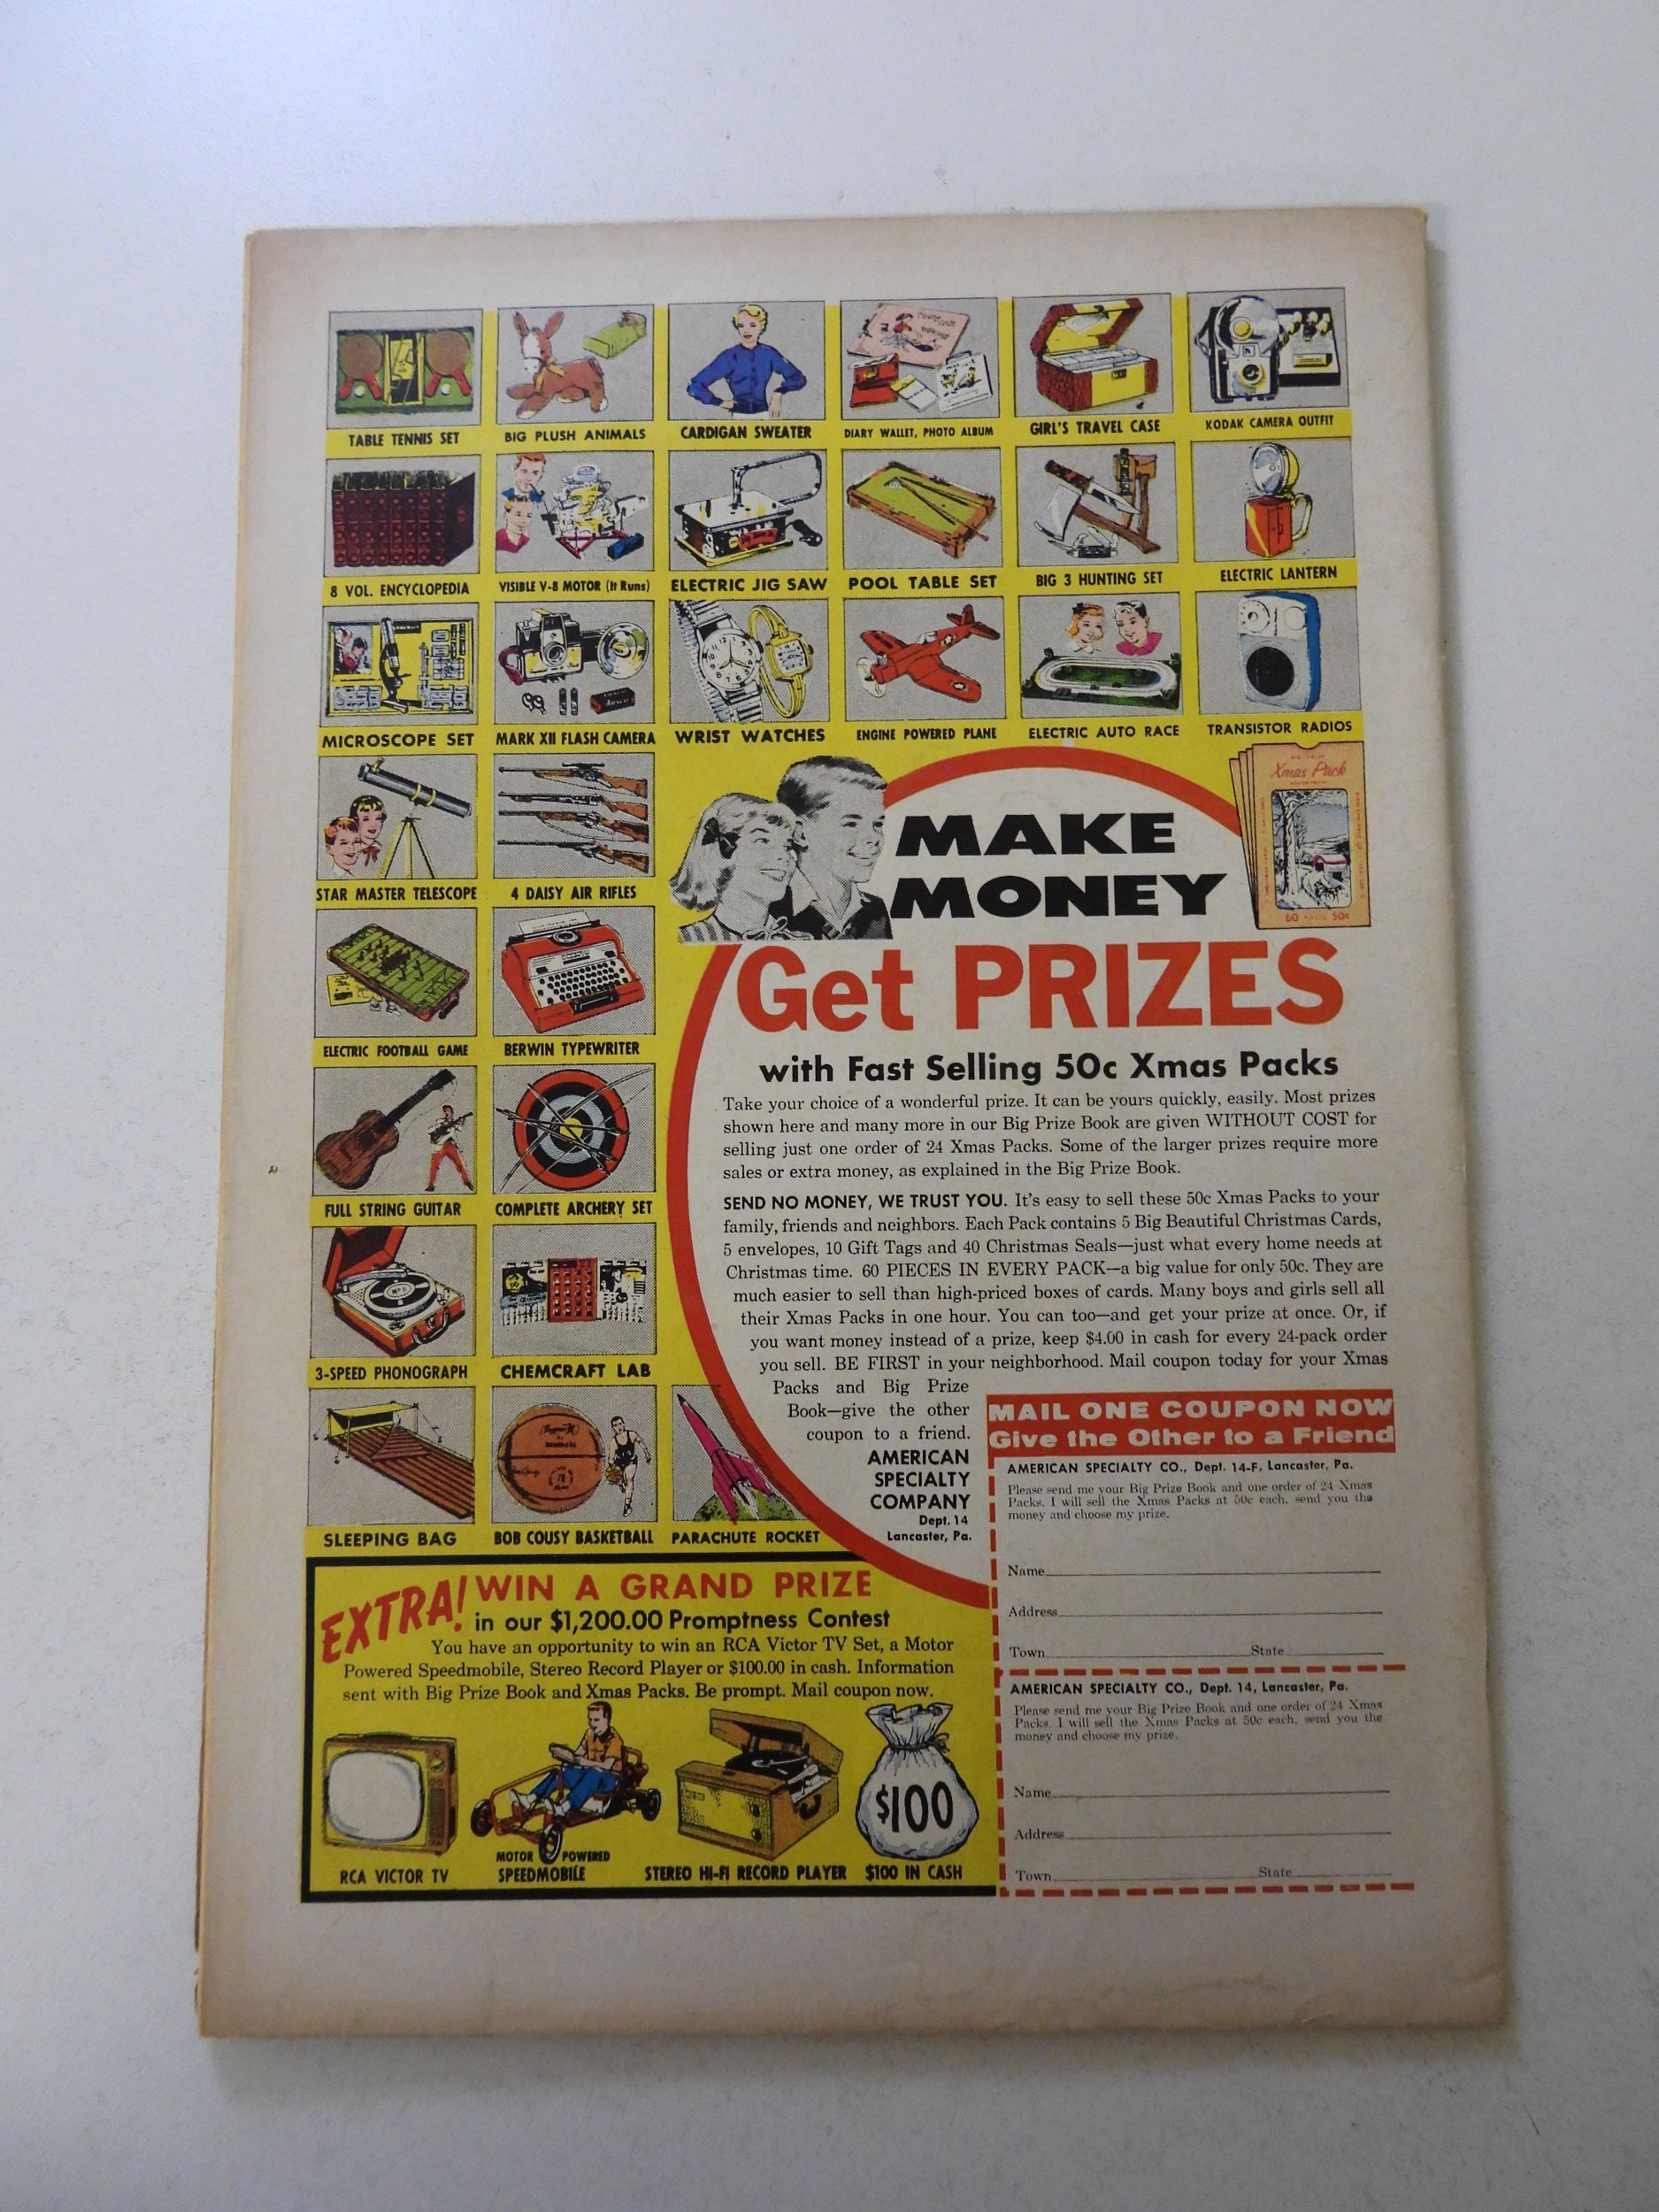 TABLE TENNIS SET
BIG PLUSH ANIMALS
CARDIGAN SWEATER
DIARY WALLET, PHOTO ALBUM
GIRL'S TRAVEL CASE
KODAK CAMERA OUTFIT
8 VOL. ENCYCLOPEDIA
VISIBLE V-8 MOTOR (It Runs)
ELECTRIC JIG SAW
POOL TABLE SET
BIG 3 HUNTING SET
ELECTRIC LANTERN
MICROSCOPE SET
MARK XII FLASH CAMERA
WRIST WATCHES
ENGINE POWERED PLANE
ELECTRIC AUTO RACE
TRANSISTOR RADIOS
STAR MASTER TELESCOPE
4 DAISY AIR RIFLES
ELECTRIC FOOTBALL GAME
BERWIN TYPEWRITER
FULL STRING GUITAR
COMPLETE ARCHERY SET
3-SPEED PHONOGRAPH
CHEMCRAFT LAB
SLEEPING BAG
BOB COUSY BASKETBALL
PARACHUTE ROCKET
Xmas Pack
60 50¢
MAKE
MONEY
Get PRIZES
with Fast Selling 50c Xmas Packs
Take your choice of a wonderful prize. It can be yours quickly, easily. Most prizes
shown here and many more in our Big Prize Book are given WITHOUT COST for
selling just one order of 24 Xmas Packs. Some of the larger prizes require more
sales or extra money, as explained in the Big Prize Book.
SEND NO MONEY, WE TRUST YOU. It's easy to sell these 50c Xmas Packs to your
family, friends and neighbors. Each Pack contains 5 Big Beautiful Christmas Cards,
5 envelopes, 10 Gift Tags and 40 Christmas Seals—just what every home needs at
Christmas time. 60 PIECES IN EVERY PACK—a big value for only 50c. They are
much easier to sell than high-priced boxes of cards. Many boys and girls sell all
their Xmas Packs in one hour. You can too—and get your prize at once. Or, if
you want money instead of a prize, keep $4.00 in cash for every 24-pack order
you sell. BE FIRST in your neighborhood. Mail coupon today for your Xmas
Packs and Big Prize
Book—give the other
coupon to a friend.
AMERICAN
SPECIALTY
COMPANY
Dept. 14
Lancaster, Pa.
MAIL ONE COUPON NOW
Give the Other to a Friend
AMERICAN SPECIALTY CO., Dept. 14-F, Lancaster, Pa.
Please send me your Big Prize Book and one order of 24 Xmas
Packs. I will sell the Xmas Packs at 50c each, send you the
money and choose my prize.
Name
Address
Town State
AMERICAN SPECIALTY CO., Dept. 14, Lancaster, Pa.
Please send me your Big Prize Book and one order of 24 Xmas
Packs. I will sell the Xmas Packs at 50c each, send you the
money and choose my prize.
Name
Address
Town State
EXTRA! WIN A GRAND PRIZE
in our $1,200.00 Promptness Contest
You have an opportunity to win an RCA Victor TV Set, a Motor
Powered Speedmobile, Stereo Record Player or $100.00 in cash. Information
sent with Big Prize Book and Xmas Packs. Be prompt. Mail coupon now.
$100
RCA VICTOR TV
MOTOR POWERED
SPEEDMOBILE
STEREO HI-FI RECORD PLAYER
$100 IN CASH